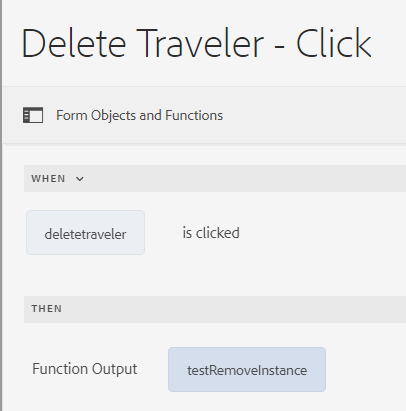 Delete Traveler - Click
Form Objects and Functions
WHEN
deletetraveler is clicked
THEN
Function Output testRemoveInstance